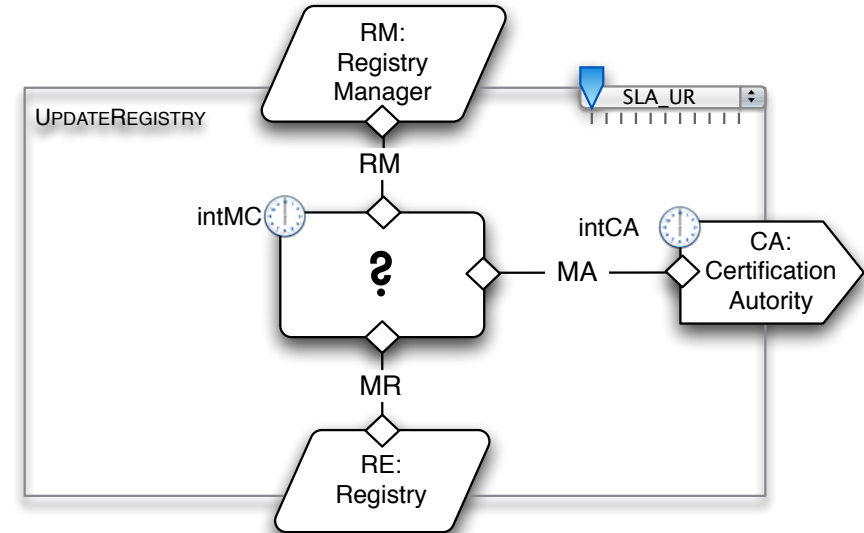 RM:
Registry
Manager
SLA_UR
UPDATEREGISTRY
RM
intMC
?
intCA
CA:
Certification
Autority
MA
MR
RE:
Registry